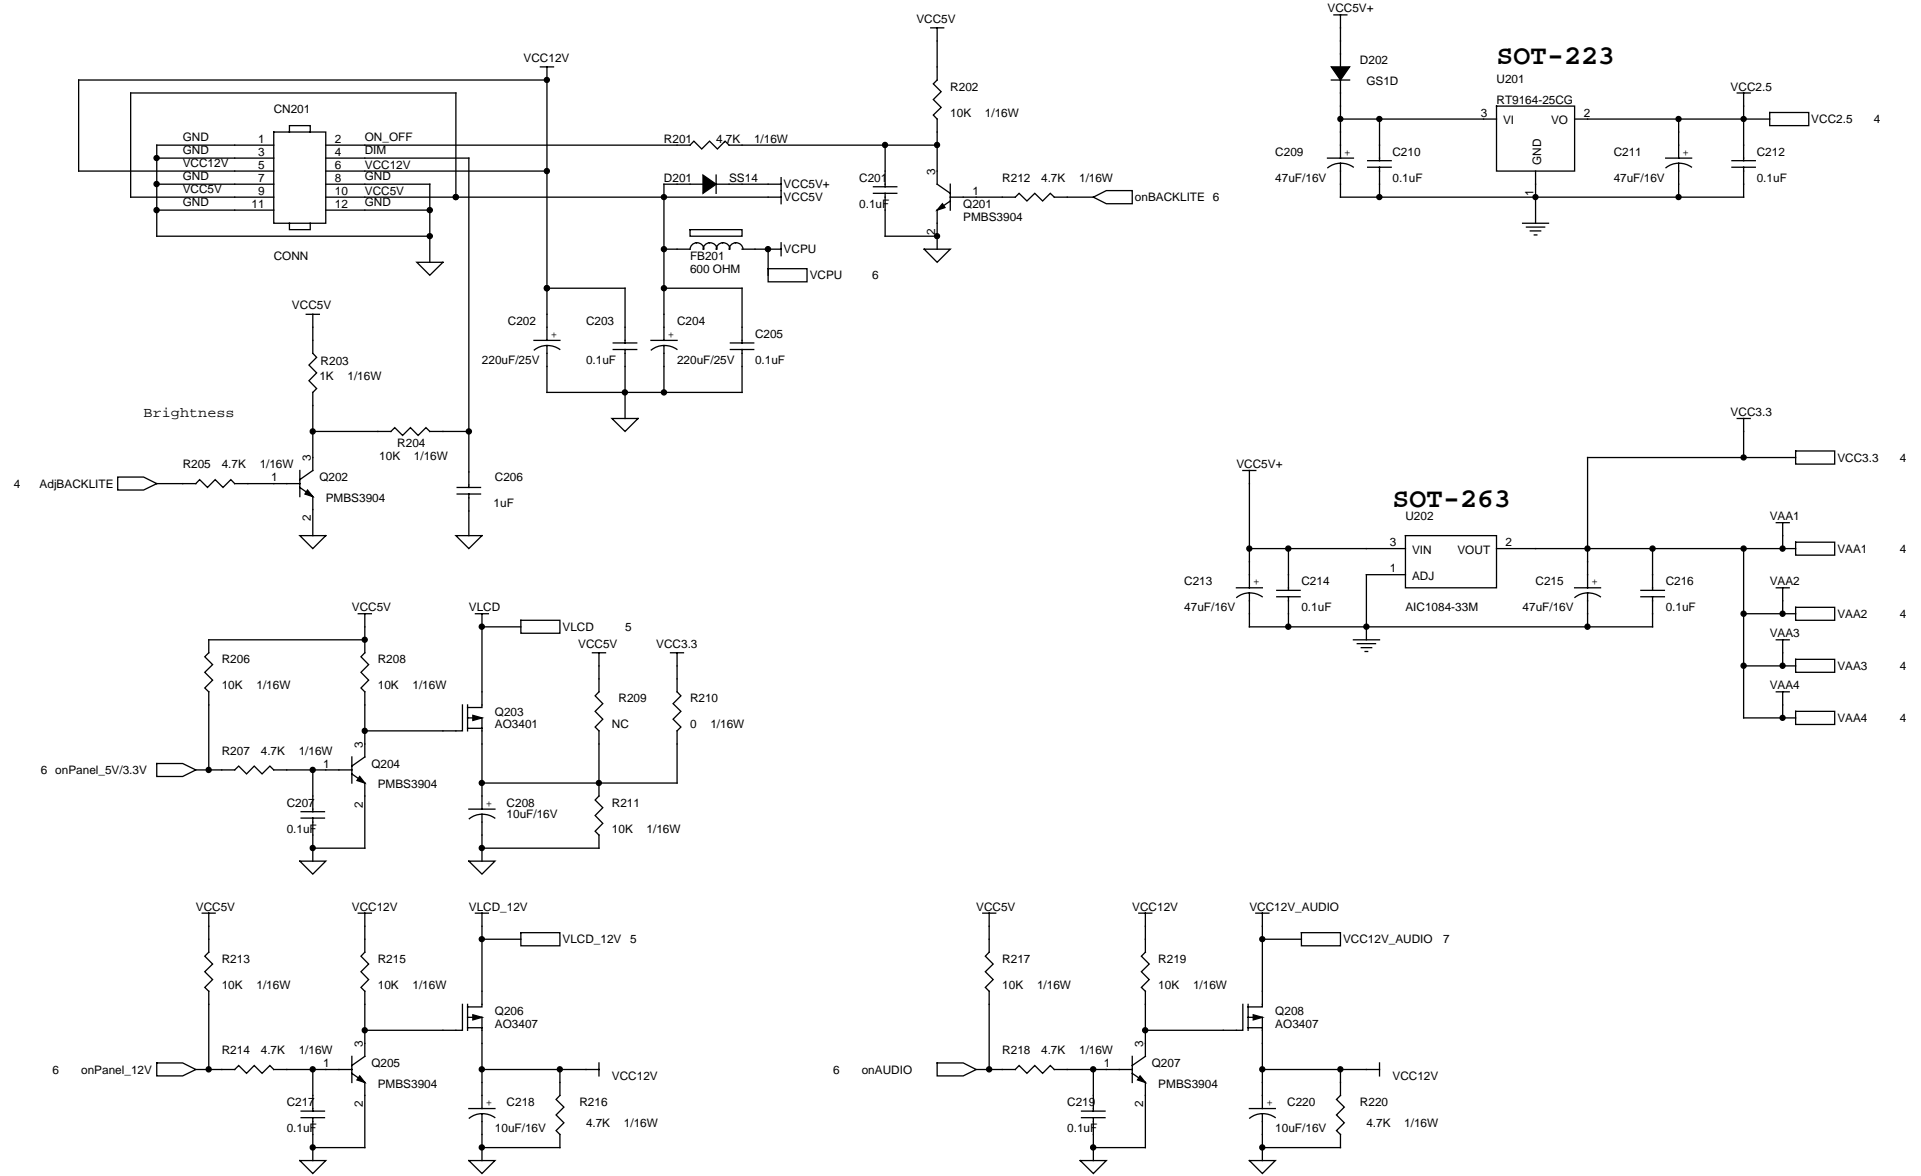 VCC12V
CN201
GND 1 2 ON_OFF
GND 3 4 DIM
VCC12V 5 6 VCC12V
GND 7 8 GND
VCC5V 9 10 VCC5V
GND 11 12 GND
CONN
R201 4.7K 1/16W
D201 SS14 VCC5V+
VCC5V
FB201
600 OHM
VCPU
VCPU 6
VCC5V
R202
10K 1/16W
C201
0.1uF
3
1
2
Q201
PMBS3904
R212 4.7K 1/16W
onBACKLITE 6
C202
220uF/25V
+
C203
0.1uF
C204
220uF/25V
+
C205
0.1uF
VCC5V
R203
1K 1/16W
Brightness
R204
10K 1/16W
4 AdjBACKLITE
R205 4.7K 1/16W
1
3
2
Q202
PMBS3904
C206
1uF
VCC5V+
D202
GS1D
SOT-223
U201
RT9164-25CG
3 VI VO 2
GND
1
C209
47uF/16V
+
C210
0.1uF
C211
47uF/16V
+
C212
0.1uF
VCC2.5
VCC2.5 4
VCC3.3
VCC3.3 4
VCC5V+
SOT-263
U202
3 VIN VOUT 2
1 ADJ
AIC1084-33M
C213
47uF/16V
+
C214
0.1uF
C215
47uF/16V
+
C216
0.1uF
VAA1
VAA1 4
VAA2
VAA2 4
VAA3
VAA3 4
VAA4
VAA4 4
VCC5V
R206
10K 1/16W
R208
10K 1/16W
6 onPanel_5V/3.3V
R207 4.7K 1/16W
1
3
2
Q204
PMBS3904
C207
0.1uF
VLCD
VLCD 5
Q203
AO3401
VCC5V
R209
NC
VCC3.3
R210
0 1/16W
+
C208
10uF/16V
R211
10K 1/16W
VCC5V
R213
10K 1/16W
VCC12V
R215
10K 1/16W
6 onPanel_12V
R214 4.7K 1/16W
1
3
2
Q205
PMBS3904
C217
0.1uF
VLCD_12V
VLCD_12V 5
Q206
AO3407
VCC12V
+
C218
10uF/16V
R216
4.7K 1/16W
VCC5V
R217
10K 1/16W
VCC12V
R219
10K 1/16W
6 onAUDIO
R218 4.7K 1/16W
1
3
2
Q207
PMBS3904
C219
0.1uF
VCC12V_AUDIO
VCC12V_AUDIO 7
Q208
AO3407
VCC12V
+
C220
10uF/16V
R220
4.7K 1/16W